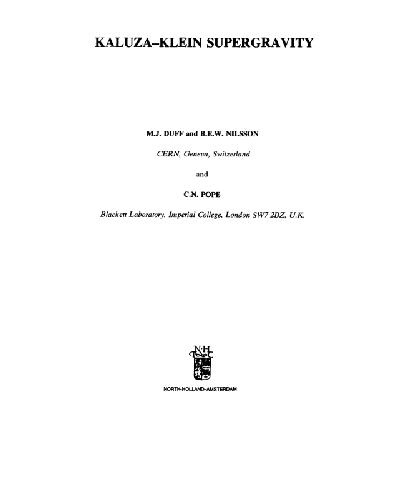 KALUZA–KLEIN SUPERGRAVITY
M.J. DUFF and B.E.W. NILSSON
CERN, Geneva, Switzerland
and
C.N. POPE
Blackett Laboratory, Imperial College, London SW7 2BZ, U.K.
N·H
NORTH-HOLLAND-AMSTERDAM